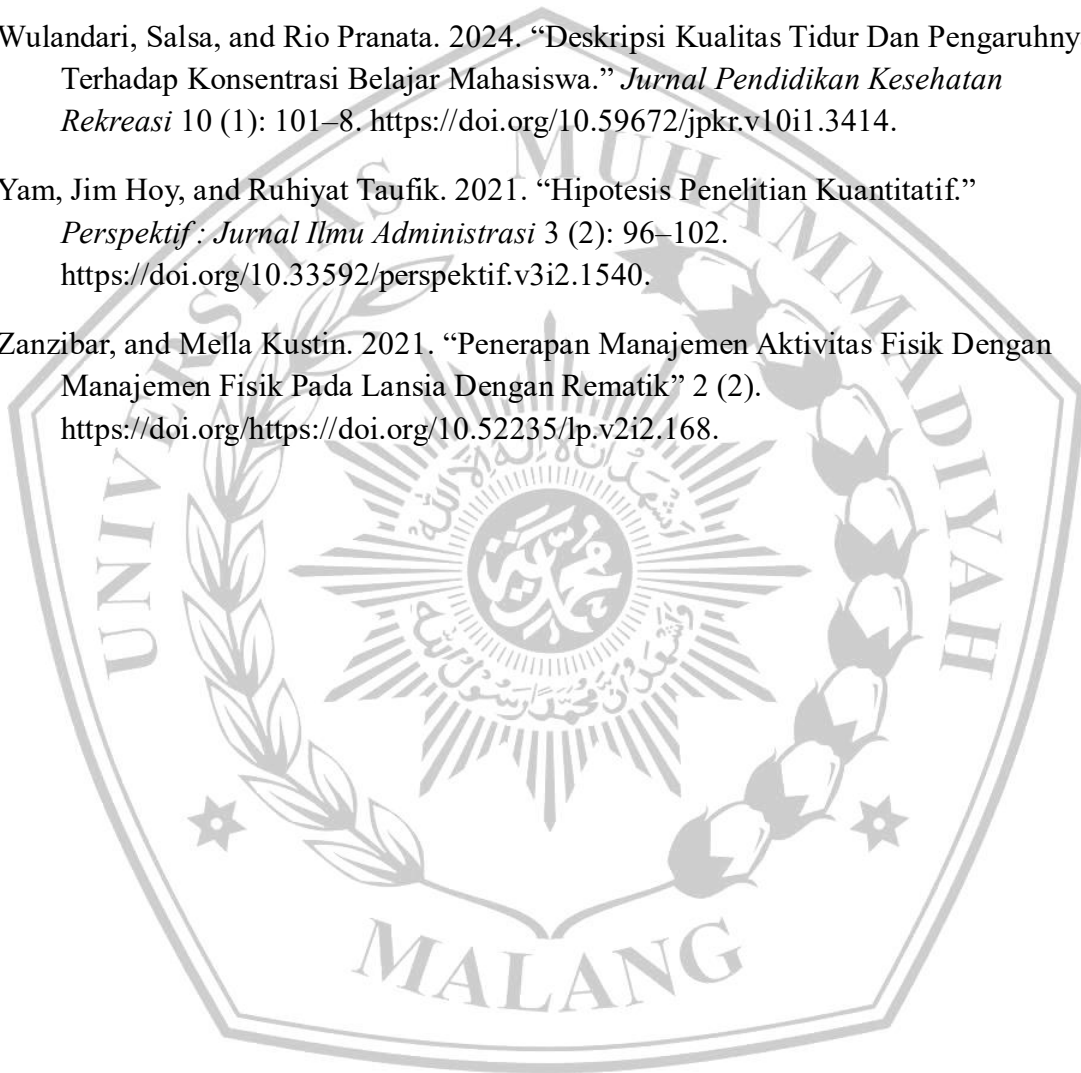 Wulandari, Salsa, and Rio Pranata. 2024. “Deskripsi Kualitas Tidur Dan Pengaruhny
Terhadap Konsentrasi Belajar Mahasiswa.” Jurnal Pendidikan Kesehatan
Rekreasi 10 (1): 101–8. https://doi.org/10.59672/jpkr.v10i1.3414.
Yam, Jim Hoy, and Ruhiyat Taufik. 2021. “Hipotesis Penelitian Kuantitatif.”
Perspektif : Jurnal Ilmu Administrasi 3 (2): 96–102.
https://doi.org/10.33592/perspektif.v3i2.1540.
Zanzibar, and Mella Kustin. 2021. “Penerapan Manajemen Aktivitas Fisik Dengan
Manajemen Fisik Pada Lansia Dengan Rematik” 2 (2).
https://doi.org/https://doi.org/10.52235/lp.v2i2.168.
UNIVERSITAS MUHAMMADIYAH
MALANG